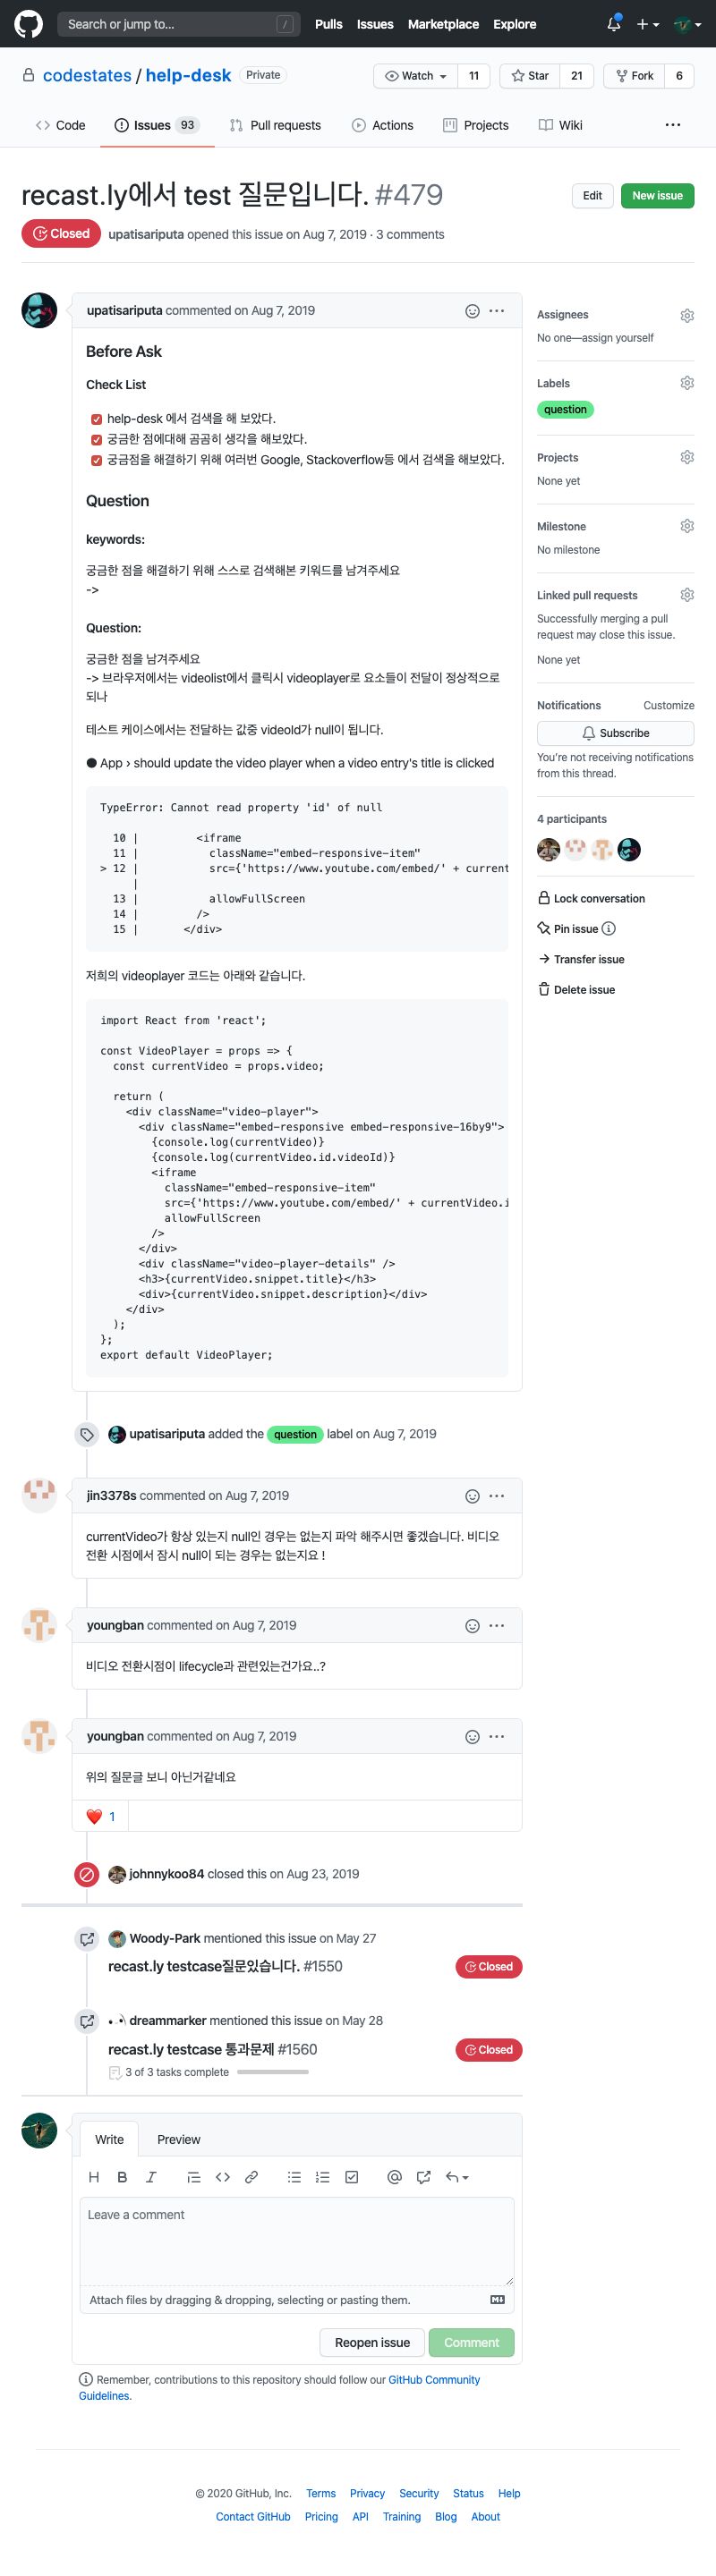 Search or jump to...
/
Pulls Issues Marketplace Explore
codestates / help-desk Private
Watch 11 Star 21 Fork 6
Code Issues 93 Pull requests Actions Projects Wiki
recast.ly에서 test 질문입니다. #479
Edit New issue
Closed upatisariputa opened this issue on Aug 7, 2019 · 3 comments
upatisariputa commented on Aug 7, 2019
Before Ask
Check List
help-desk 에서 검색을 해 보았다.
궁금한 점에대해 곰곰히 생각을 해보았다.
궁금점을 해결하기 위해 여러번 Google, Stackoverflow등 에서 검색을 해보았다.
Question
keywords:
궁금한 점을 해결하기 위해 스스로 검색해본 키워드를 남겨주세요
->
Question:
궁금한 점을 남겨주세요
-> 브라우저에서는 videolist에서 클릭시 videoplayer로 요소들이 전달이 정상적으로
되나
테스트 케이스에서는 전달하는 값중 videoId가 null이 됩니다.
● App › should update the video player when a video entry's title is clicked
TypeError: Cannot read property 'id' of null
10 | <iframe
11 | className="embed-responsive-item"
> 12 | src={'https://www.youtube.com/embed/' + current
|
13 | allowFullScreen
14 | />
15 | </div>
저희의 videoplayer 코드는 아래와 같습니다.
import React from 'react';
const VideoPlayer = props => {
const currentVideo = props.video;
return (
<div className="video-player">
<div className="embed-responsive embed-responsive-16by9">
{console.log(currentVideo)}
{console.log(currentVideo.id.videoId)}
<iframe
className="embed-responsive-item"
src={'https://www.youtube.com/embed/' + currentVideo.i
allowFullScreen
/>
</div>
<div className="video-player-details" />
<h3>{currentVideo.snippet.title}</h3>
<div>{currentVideo.snippet.description}</div>
</div>
);
};
export default VideoPlayer;
upatisariputa added the question label on Aug 7, 2019
jin3378s commented on Aug 7, 2019
currentVideo가 항상 있는지 null인 경우는 없는지 파악 해주시면 좋겠습니다. 비디오
전환 시점에서 잠시 null이 되는 경우는 없는지요 !
youngban commented on Aug 7, 2019
비디오 전환시점이 lifecycle과 관련있는건가요..?
youngban commented on Aug 7, 2019
위의 질문글 보니 아닌거같네요
❤️ 1
johnnykoo84 closed this on Aug 23, 2019
Woody-Park mentioned this issue on May 27
recast.ly testcase질문있습니다. #1550 Closed
dreammarker mentioned this issue on May 28
recast.ly testcase 통과문제 #1560 Closed
3 of 3 tasks complete
Write Preview
Leave a comment
Attach files by dragging & dropping, selecting or pasting them.
Reopen issue Comment
Remember, contributions to this repository should follow our GitHub Community
Guidelines.
Assignees
No one—assign yourself
Labels
question
Projects
None yet
Milestone
No milestone
Linked pull requests
Successfully merging a pull
request may close this issue.
None yet
Notifications Customize
Subscribe
You're not receiving notifications
from this thread.
4 participants
Lock conversation
Pin issue
Transfer issue
Delete issue
© 2020 GitHub, Inc. Terms Privacy Security Status Help
Contact GitHub Pricing API Training Blog About